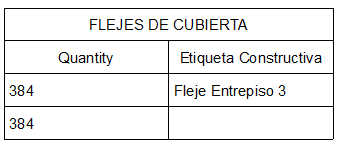 FLEJES DE CUBIERTA
Quantity Etiqueta Constructiva
384 Fleje Entrepiso 3
384